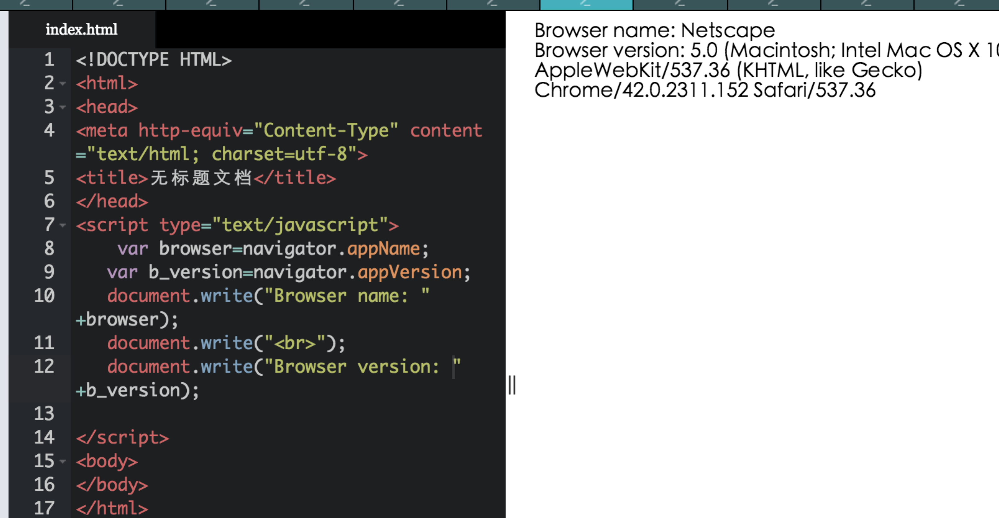 index.html
1 <!DOCTYPE HTML>
2 <html>
3 <head>
4 <meta http-equiv="Content-Type" content
="text/html; charset=utf-8">
5 <title>无标题文档</title>
6 </head>
7 <script type="text/javascript">
8     var browser=navigator.appName;
9    var b_version=navigator.appVersion;
10    document.write("Browser name: "
+browser);
11    document.write("<br>");
12    document.write("Browser version: "
+b_version);
13
14 </script>
15 <body>
16 </body>
17 </html>
Browser name: Netscape
Browser version: 5.0 (Macintosh; Intel Mac OS X
AppleWebKit/537.36 (KHTML, like Gecko)
Chrome/42.0.2311.152 Safari/537.36